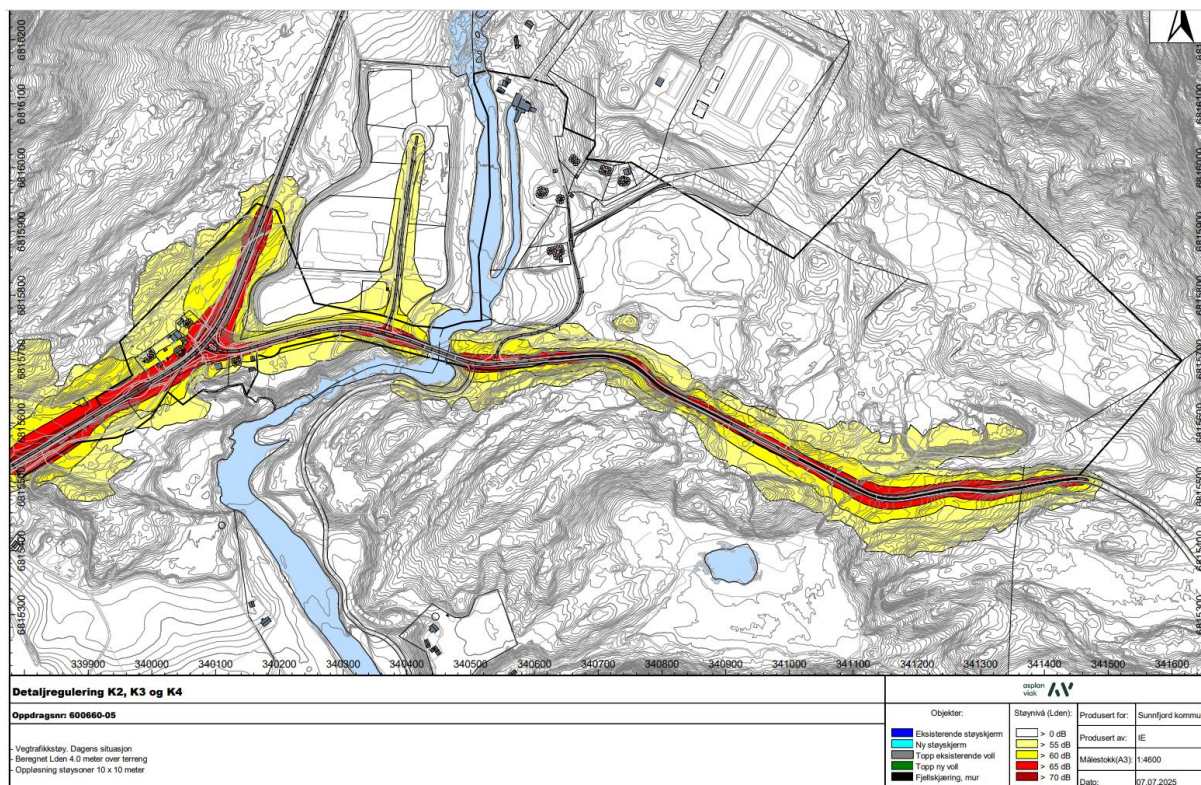 6816200
6816100
6816000
6815900
6815800
6815700
6815600
6815500
6815400
6815300
339900 340000 340100 340200 340300 340400 340500 340600 340700 340800 340900 341000 341100 341200 341300 341400 341500 341600
Detaljregulering K2, K3 og K4
Oppdragsnr: 600660-05
- Vegtrafikkstøy. Dagens situasjon
- Beregnet Lden 4.0 meter over terreng
- Oppløsning støysoner 10 x 10 meter
asplan
viak
Objekter:
Eksisterende støyskjerm
Ny støyskjerm
Topp eksisterende voll
Topp ny voll
Fjellskjæring, mur
Støynivå (Lden):
> 0 dB
> 55 dB
> 60 dB
> 65 dB
> 70 dB
Produsert for: Sunnfjord kommu
Produsert av: IE
Målestokk(A3): 1:4600
Dato: 07.07.2025